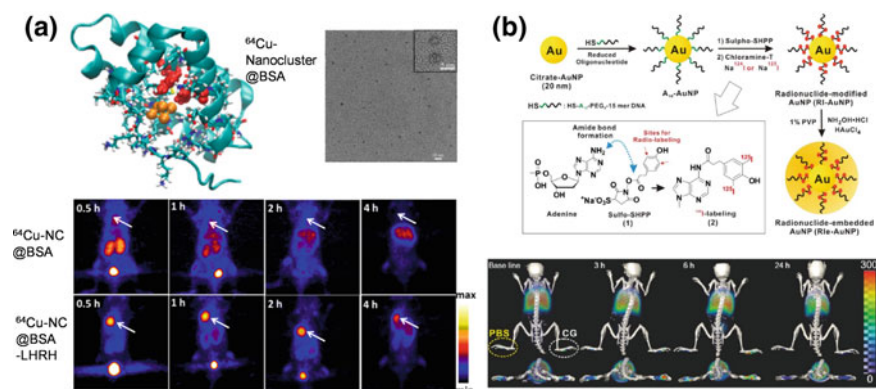 (a)
64Cu-
Nanocluster
@BSA
64Cu-NC
@BSA
0.5 h
1 h
2 h
4 h
64Cu-NC
@BSA
-LHRH
0.5 h
1 h
2 h
4 h
max
(b)
Au
Citrate-AuNP
(20 nm)
HS
Reduced
Oligonucleotide
Au
1) Sulpho-SHPP
2) Chloramine-T
Au
Radionuclide-modified
AuNP (RI-AuNP)
1% PVP
NH2OH•HCl
HAuCl4
Au
Radionuclide-embedded
AuNP (RIe-AuNP)
Amide bond
formation
Sites for
Radio-labeling
OH
NH2
Adenine
Sulfo-SHPP
(1)
(2)
Base line
3 h
6 h
24 h
PBS
CG
300
0